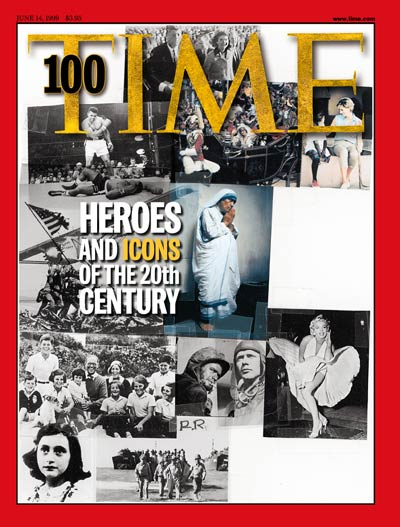 JUNE 14, 1999 $3.95
www.time.com
100
TIME
HEROES
AND ICONS
OF THE 20th
CENTURY
R.R.